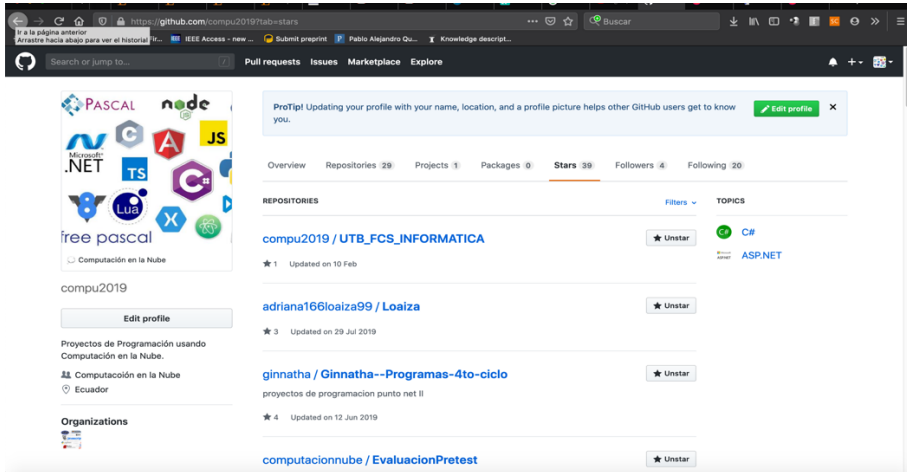 https://github.com/compu2019?tab=stars
Buscar
Ir a la página anterior
Arrastre hacia abajo para ver el historial
IEEE Access - new ...
Submit preprint
Pablo Alejandro Qu...
Knowledge descript...
Search or jump to...
/
Pull requests Issues Marketplace Explore
PASCAL
node
JS
C
A
JS
Microsoft®
.NET
TS
C#
Lua
free pascal
Computación en la Nube
compu2019
Edit profile
Proyectos de Programación usando
Computación en la Nube.
Computacoión en la Nube
Ecuador
Organizations
ProTip! Updating your profile with your name, location, and a profile picture helps other GitHub users get to know
you.
Edit profile
Overview Repositories 29 Projects 1 Packages 0 Stars 39 Followers 4 Following 20
REPOSITORIES
Filters
compu2019 / UTB_FCS_INFORMATICA
Unstar
1 Updated on 10 Feb
adriana166loaiza99 / Loaiza
Unstar
3 Updated on 29 Jul 2019
ginnatha / Ginnatha--Programas-4to-ciclo
Unstar
proyectos de programacion punto net II
4 Updated on 12 Jun 2019
computacionnube / EvaluacionPretest
Unstar
TOPICS
C# C#
ASP.NET